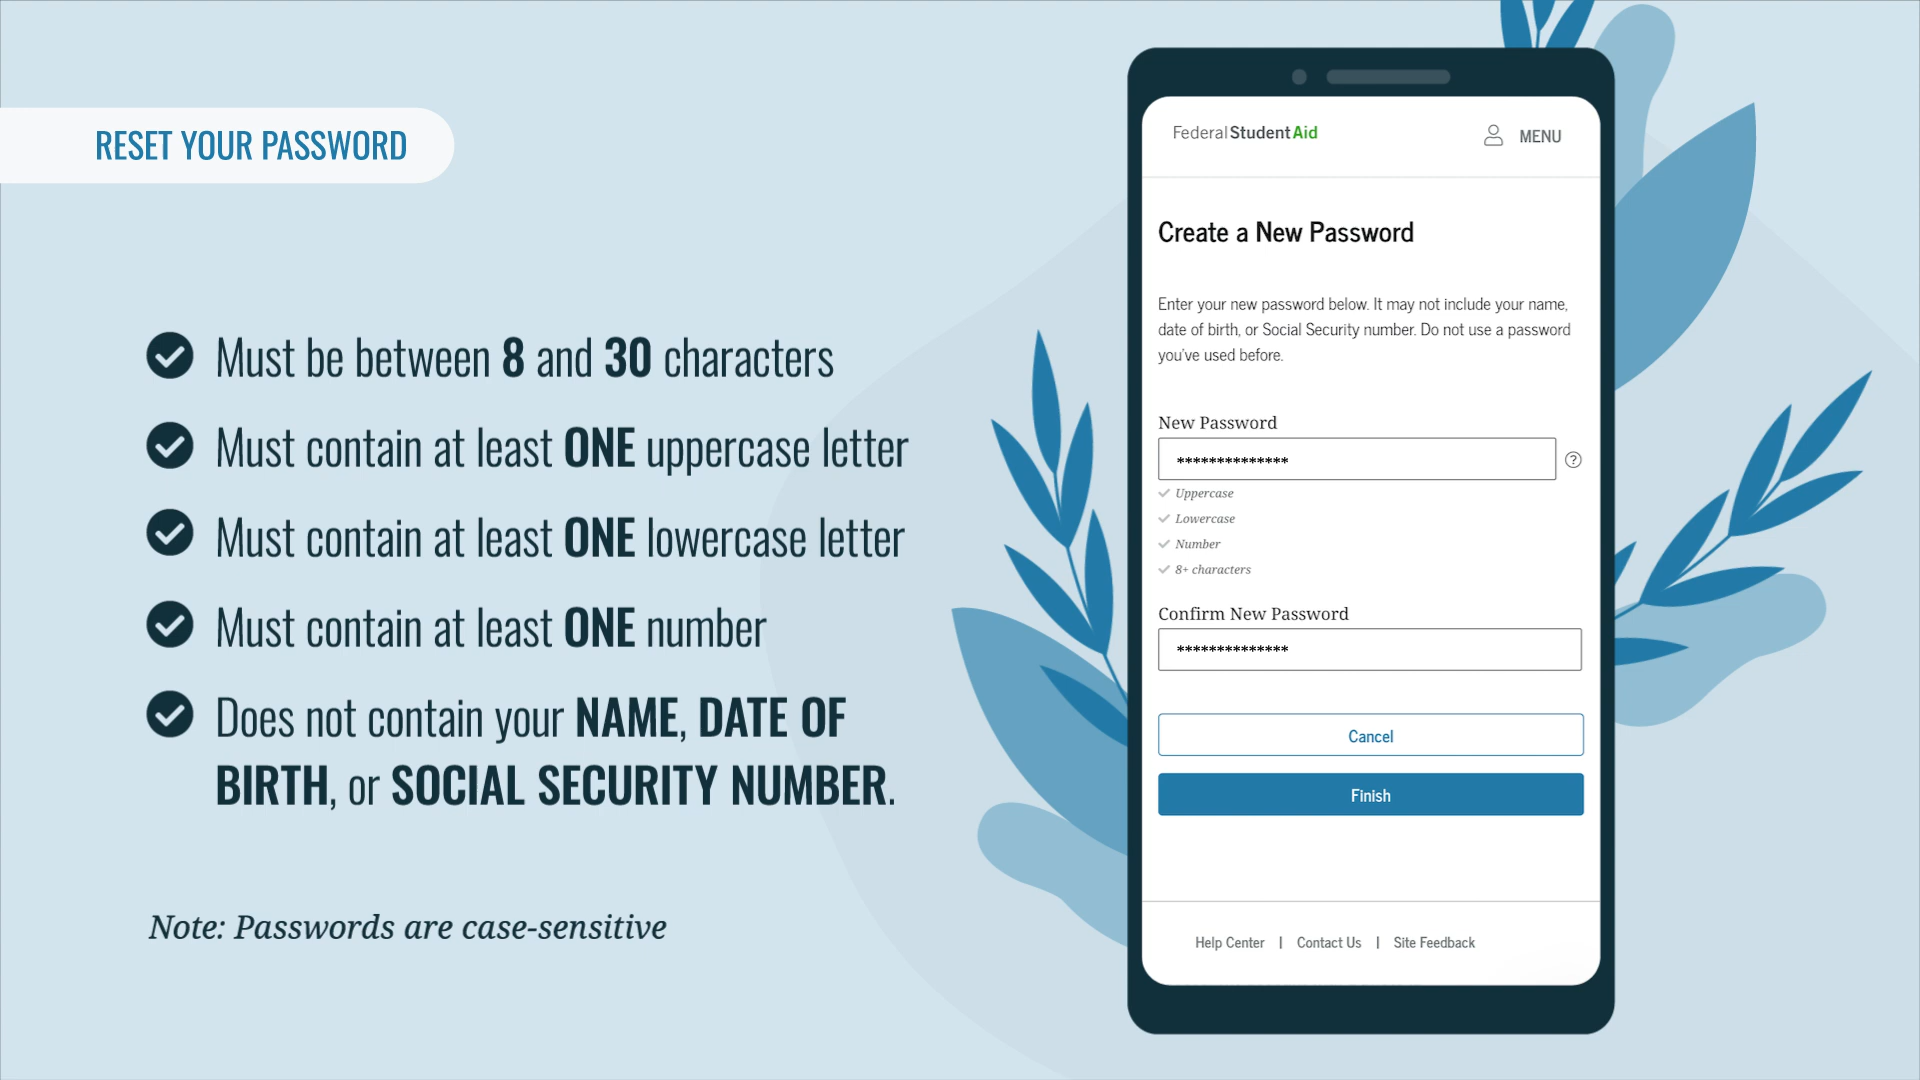 RESET YOUR PASSWORD
Must be between 8 and 30 characters
Must contain at least ONE uppercase letter
Must contain at least ONE lowercase letter
Must contain at least ONE number
Does not contain your NAME, DATE OF
BIRTH, or SOCIAL SECURITY NUMBER.
Note: Passwords are case-sensitive
Federal Student Aid
MENU
Create a New Password
Enter your new password below. It may not include your name,
date of birth, or Social Security number. Do not use a password
you've used before.
New Password
**************
?
Uppercase
Lowercase
Number
8+ characters
Confirm New Password
**************
Cancel
Finish
Help Center | Contact Us | Site Feedback